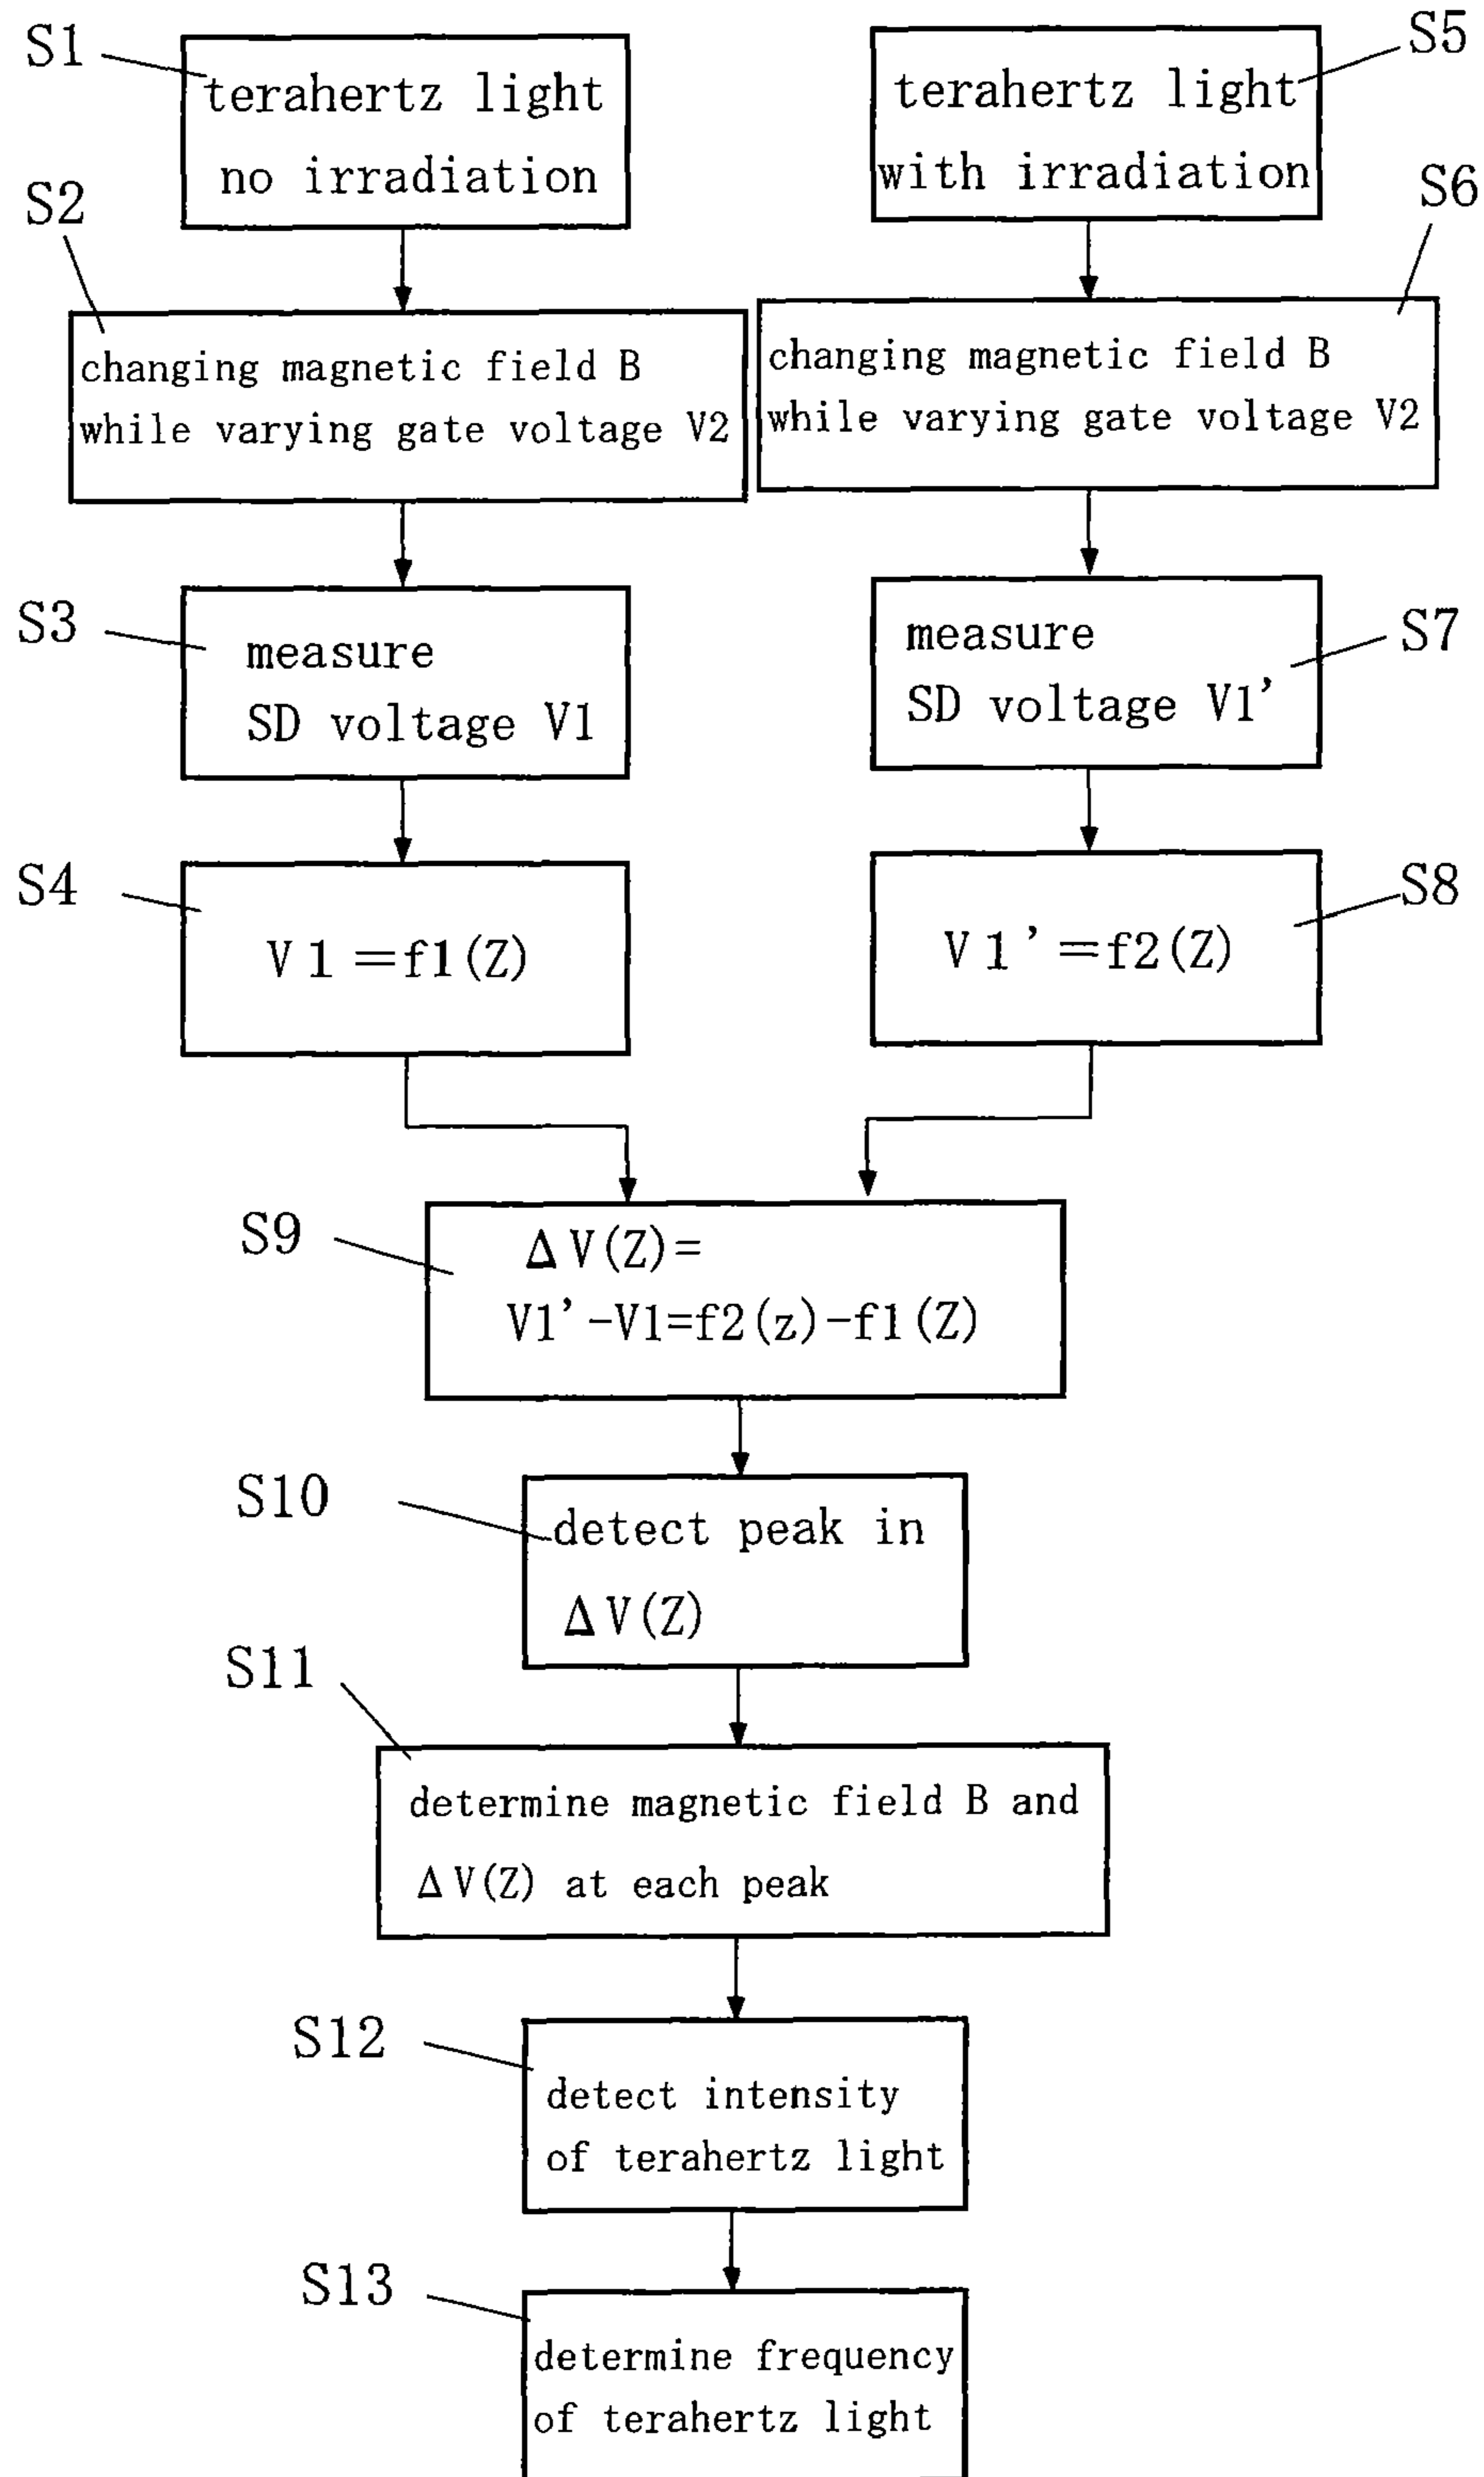 S1
terahertz light
no irradiation
S2
changing magnetic field B
while varying gate voltage V2
S3
measure
SD voltage V1
S4
V1=f1(Z)
S5
terahertz light
with irradiation
S6
changing magnetic field B
while varying gate voltage V2
S7
measure
SD voltage V1’
S8
V1’=f2(Z)
S9
ΔV(Z)=
V1’-V1=f2(z)-f1(Z)
S10
detect peak in
ΔV(Z)
S11
determine magnetic field B and
ΔV(Z) at each peak
S12
detect intensity
of terahertz light
S13
determine frequency
of terahertz light